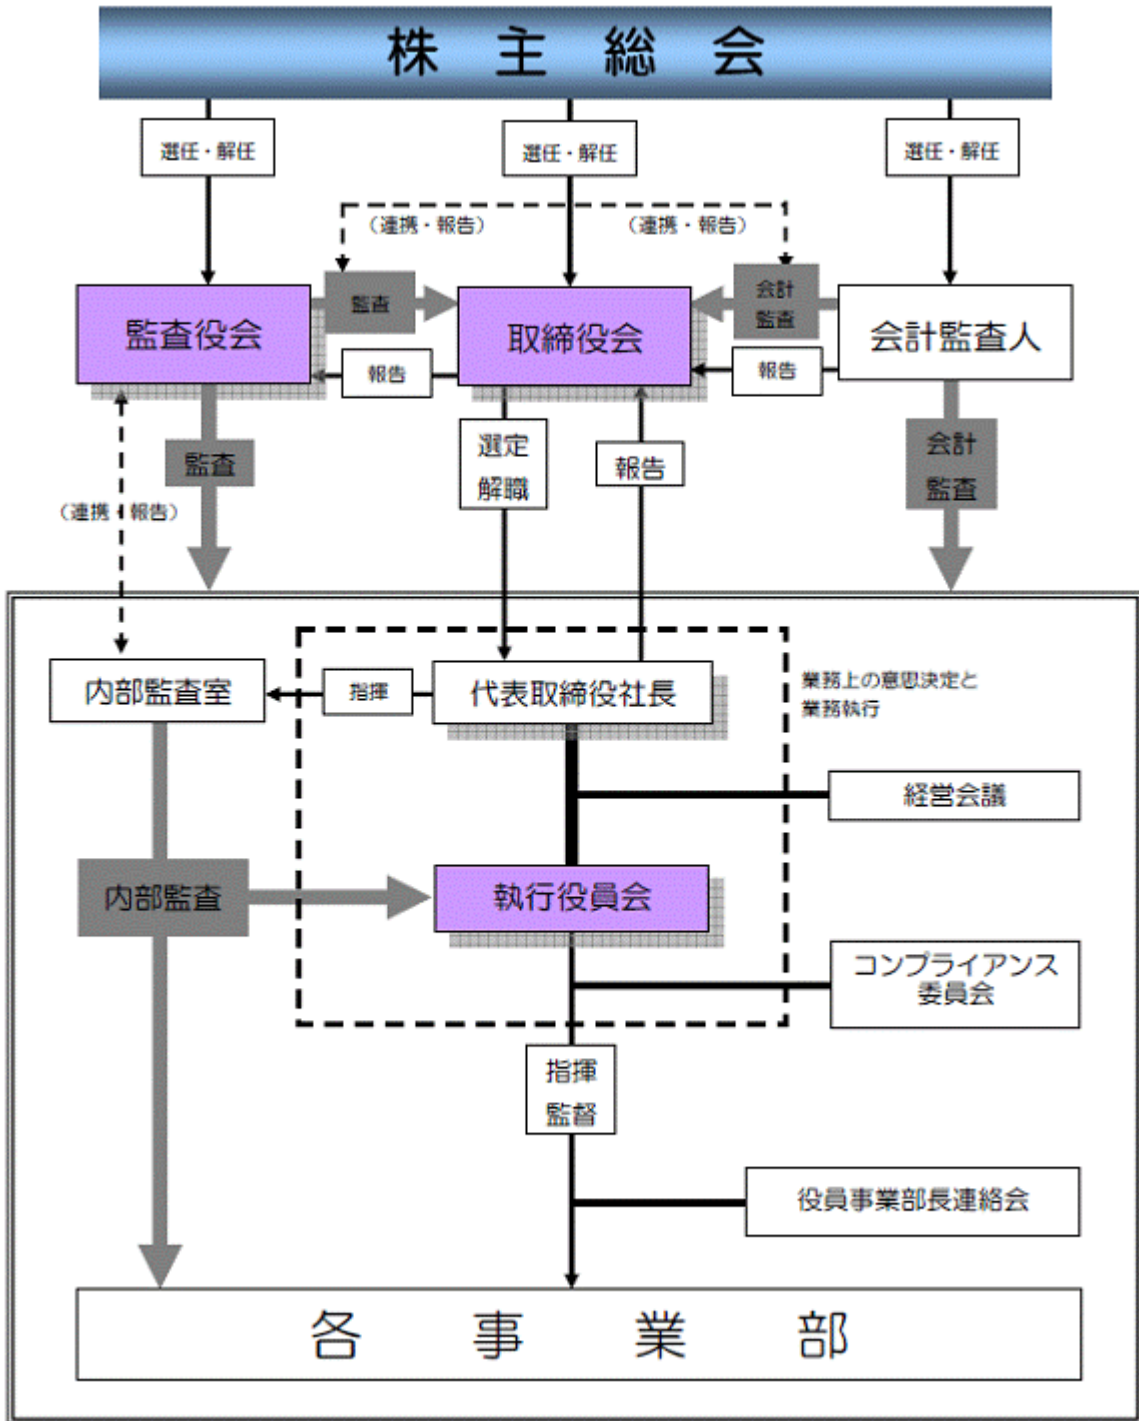 株主総会
選任・解任
選任・解任
選任・解任
（連携・報告）
（連携・報告）
監査
会計
監査
監査役会
取締役会
会計監査人
報告
報告
監査
選定
解職
報告
会計
監査
（連携・報告）
内部監査室
指揮
代表取締役社長
業務上の意思決定と
業務執行
経営会議
内部監査
執行役員会
コンプライアンス
委員会
指揮
監督
役員事業部長連絡会
各事業部